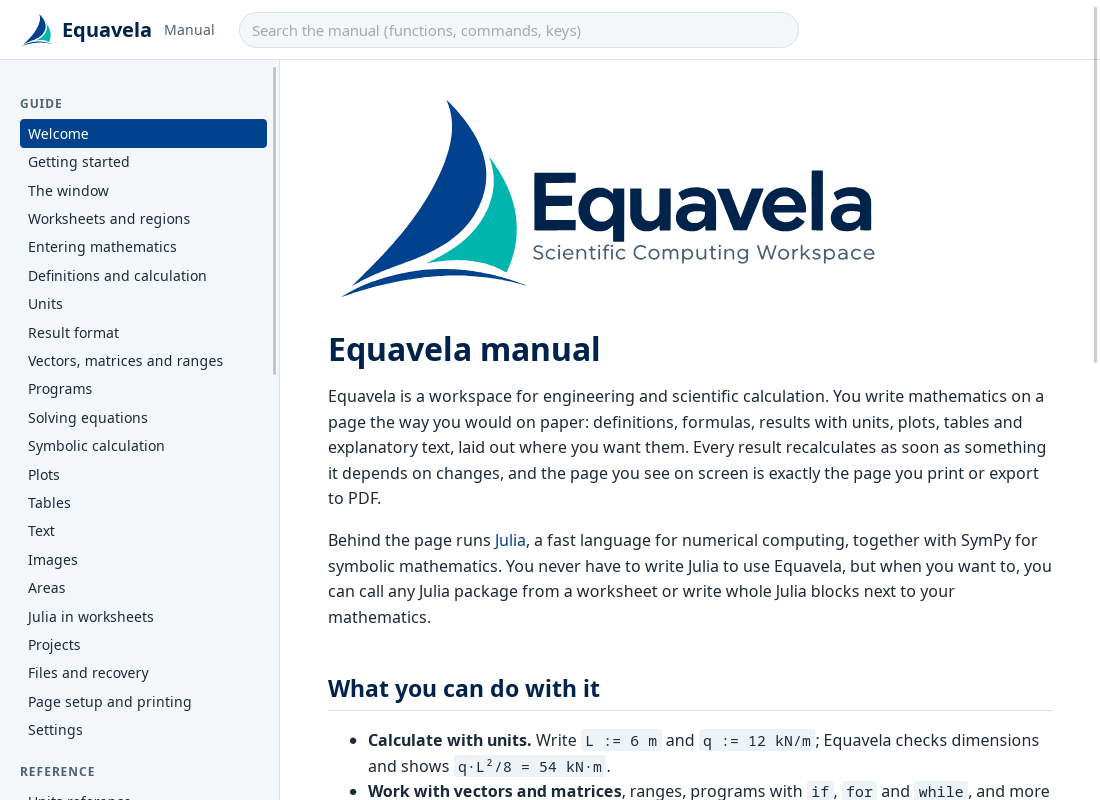 Equavela Manual Search the manual (functions, commands, keys)
GUIDE
Welcome
Getting started
The window
Worksheets and regions
Entering mathematics
Definitions and calculation
Units
Result format
Vectors, matrices and ranges
Programs
Solving equations
Symbolic calculation
Plots
Tables
Text
Images
Areas
Julia in worksheets
Projects
Files and recovery
Page setup and printing
Settings
REFERENCE
Units reference
Equavela
Scientific Computing Workspace
Equavela manual
Equavela is a workspace for engineering and scientific calculation. You write mathematics on a
page the way you would on paper: definitions, formulas, results with units, plots, tables and
explanatory text, laid out where you want them. Every result recalculates as soon as something
it depends on changes, and the page you see on screen is exactly the page you print or export
to PDF.
Behind the page runs Julia, a fast language for numerical computing, together with SymPy for
symbolic mathematics. You never have to write Julia to use Equavela, but when you want to, you
can call any Julia package from a worksheet or write whole Julia blocks next to your
mathematics.
What you can do with it
• Calculate with units. Write L := 6 m and q := 12 kN/m; Equavela checks dimensions
and shows q·L²/8 = 54 kN·m.
• Work with vectors and matrices, ranges, programs with if, for and while, and more